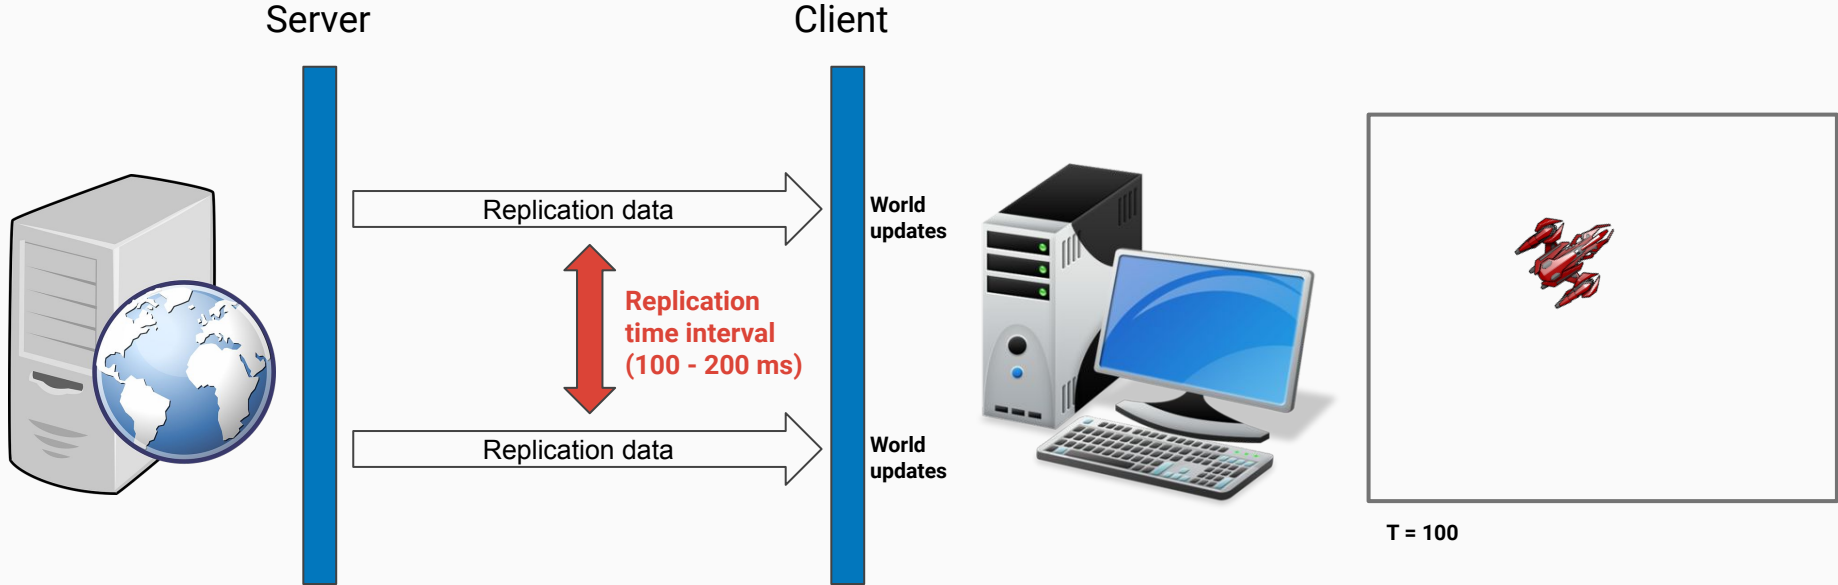 Server
Client
Replication data
World
updates
Replication
time interval
(100 - 200 ms)
Replication data
World
updates
T = 100